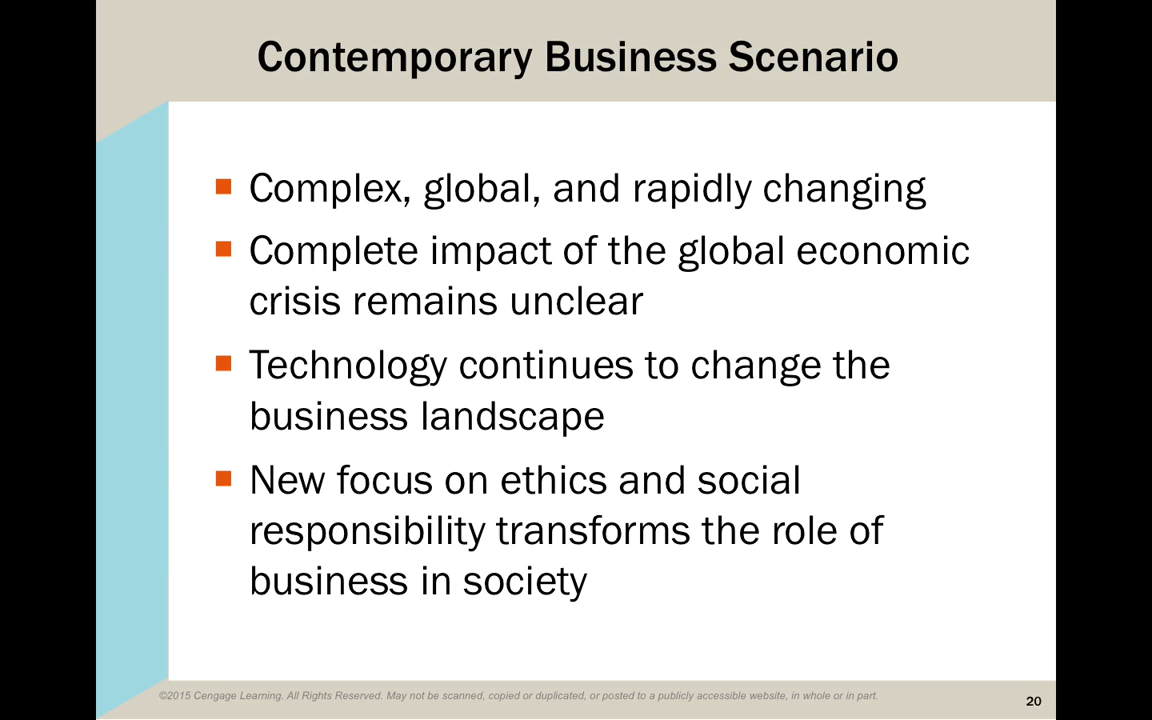 Contemporary Business Scenario
Complex, global, and rapidly changing
Complete impact of the global economic
crisis remains unclear
Technology continues to change the
business landscape
New focus on ethics and social
responsibility transforms the role of
business in society
©2015 Cengage Learning. All Rights Reserved. May not be scanned, copied or duplicated, or posted to a publicly accessible website, in whole or in part.
20